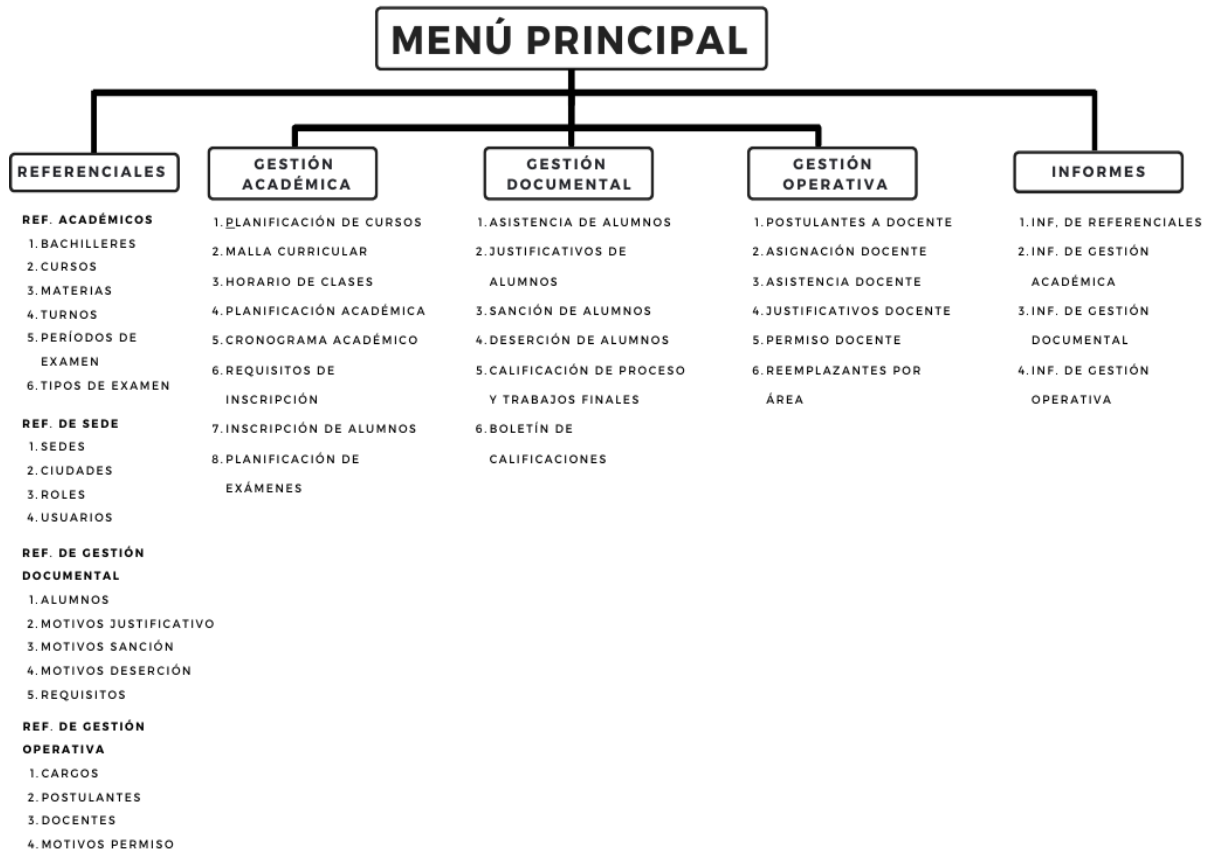 MENÚ PRINCIPAL
REFERENCIALES
REF. ACADÉMICOS
1. BACHILLERES
2. CURSOS
3. MATERIAS
4. TURNOS
5. PERÍODOS DE
EXAMEN
6. TIPOS DE EXAMEN
REF. DE SEDE
1. SEDES
2. CIUDADES
3. ROLES
4. USUARIOS
REF. DE GESTIÓN
DOCUMENTAL
1. ALUMNOS
2. MOTIVOS JUSTIFICATIVO
3. MOTIVOS SANCIÓN
4. MOTIVOS DESERCIÓN
5. REQUISITOS
REF. DE GESTIÓN
OPERATIVA
1. CARGOS
2. POSTULANTES
3. DOCENTES
4. MOTIVOS PERMISO
GESTIÓN
ACADÉMICA
1. PLANIFICACIÓN DE CURSOS
2. MALLA CURRICULAR
3. HORARIO DE CLASES
4. PLANIFICACIÓN ACADÉMICA
5. CRONOGRAMA ACADÉMICO
6. REQUISITOS DE
INSCRIPCIÓN
7. INSCRIPCIÓN DE ALUMNOS
8. PLANIFICACIÓN DE
EXÁMENES
GESTIÓN
DOCUMENTAL
1. ASISTENCIA DE ALUMNOS
2. JUSTIFICATIVOS DE
ALUMNOS
3. SANCIÓN DE ALUMNOS
4. DESERCIÓN DE ALUMNOS
5. CALIFICACIÓN DE PROCESO
Y TRABAJOS FINALES
6. BOLETÍN DE
CALIFICACIONES
GESTIÓN
OPERATIVA
1. POSTULANTES A DOCENTE
2. ASIGNACIÓN DOCENTE
3. ASISTENCIA DOCENTE
4. JUSTIFICATIVOS DOCENTE
5. PERMISO DOCENTE
6. REEMPLAZANTES POR
ÁREA
INFORMES
1. INF, DE REFERENCIALES
2. INF. DE GESTIÓN
ACADÉMICA
3. INF. DE GESTIÓN
DOCUMENTAL
4. INF. DE GESTIÓN
OPERATIVA